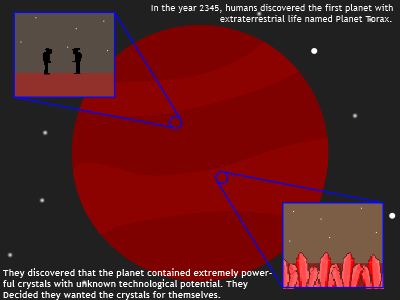 In the year 2345, humans discovered the first planet with
extraterrestrial life named Planet Torax.
They discovered that the planet contained extremely power-
ful crystals with unknown technological potential. They
Decided they wanted the crystals for themselves.